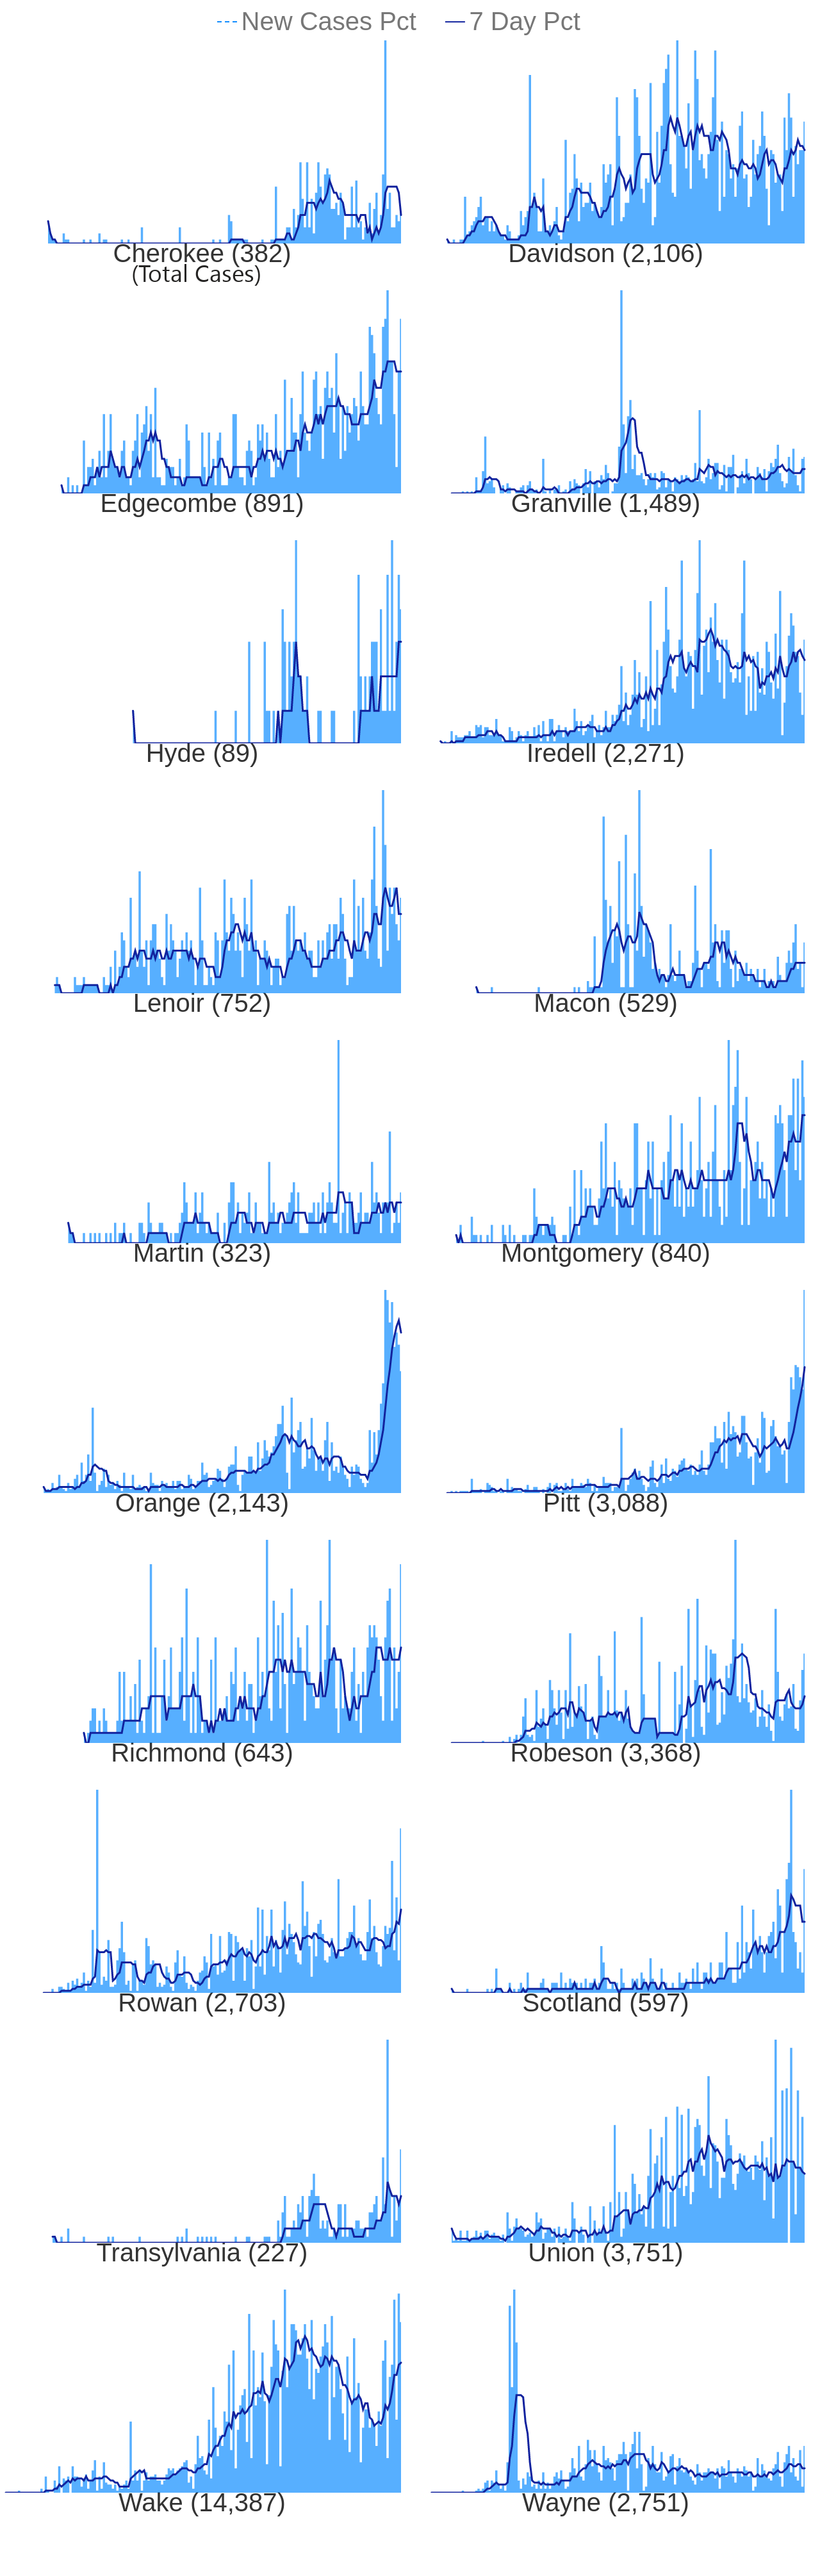 New Cases Pct 7 Day Pct
Cherokee (382) Davidson (2,106)
(Total Cases)
Edgecombe (891) Granville (1,489)
Hyde (89) Iredell (2,271)
Lenoir (752) Macon (529)
Martin (323) Montgomery (840)
Orange (2,143) Pitt (3,088)
Richmond (643) Robeson (3,368)
Rowan (2,703) Scotland (597)
Transylvania (227) Union (3,751)
Wake (14,387) Wayne (2,751)